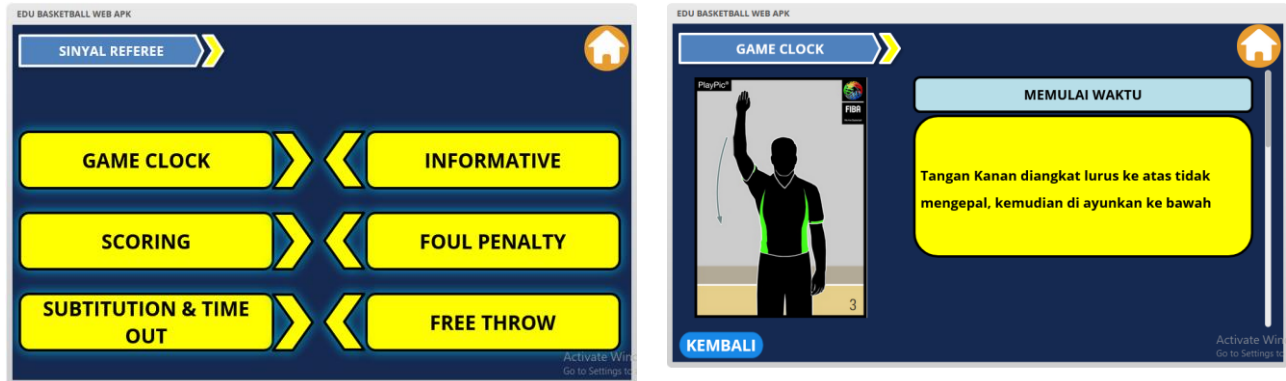 EDU BASKETBALL WEB APK
SINYAL REFEREE
GAME CLOCK
INFORMATIVE
SCORING
FOUL PENALTY
SUBTITUTION & TIME
OUT
FREE THROW
Activate Win
Go to Settings to
EDU BASKETBALL WEB APK
GAME CLOCK
PlayPic®
FIBA
MEMULAI WAKTU
Tangan Kanan diangkat lurus ke atas tidak
mengepal, kemudian di ayunkan ke bawah
3
KEMBALI
Activate Win
Go to Settings to